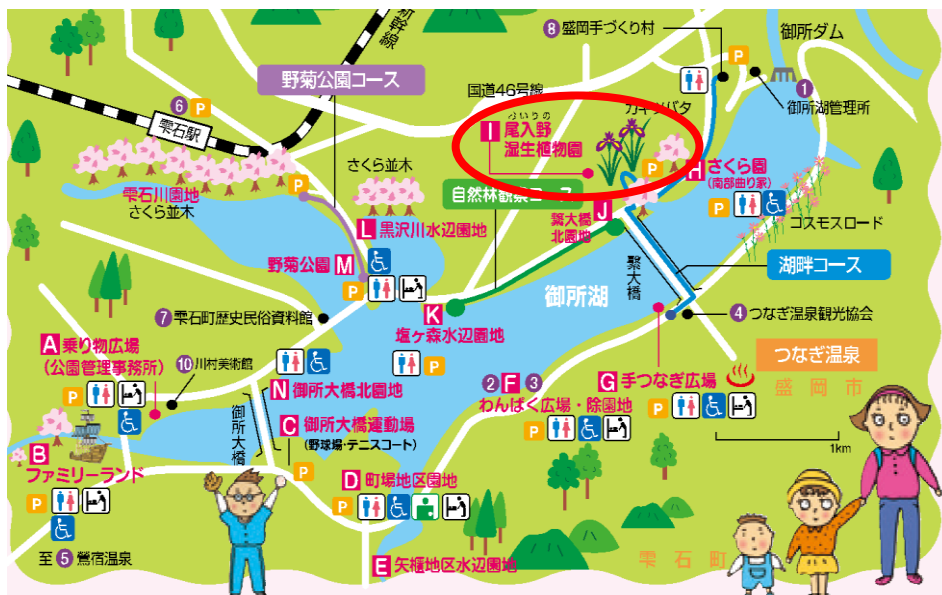 新幹線
8 盛岡手づくり村
御所ダム
野菊公園コース
国道46号線
カキツバタ
P
1
御所湖管理所
6 P
雫石駅
おいりの
I 尾入野
湿生植物園
P
H さくら園
(南部曲り家)
P
さくら並木
自然林観察コース
雫石川園地
さくら並木
P
J
繋大橋
北園地
コスモスロード
L 黒沢川水辺園地
野菊公園 M
P
繋大橋
湖畔コース
御所湖
K
塩ヶ森水辺園地
P
7 雫石町歴史民俗資料館
4 つなぎ温泉観光協会
A 乗り物広場
(公園管理事務所)
P
10 川村美術館
つなぎ温泉
盛岡市
G 手つなぎ広場
P
2 F 3
わんぱく広場・除園地
P
N 御所大橋北園地
御所大橋
C 御所大橋運動場
(野球場・テニスコート)
P
1km
B
ファミリーランド
P
D 町場地区園地
P
至 5 鶯宿温泉
E 矢櫃地区水辺園地
雫石町